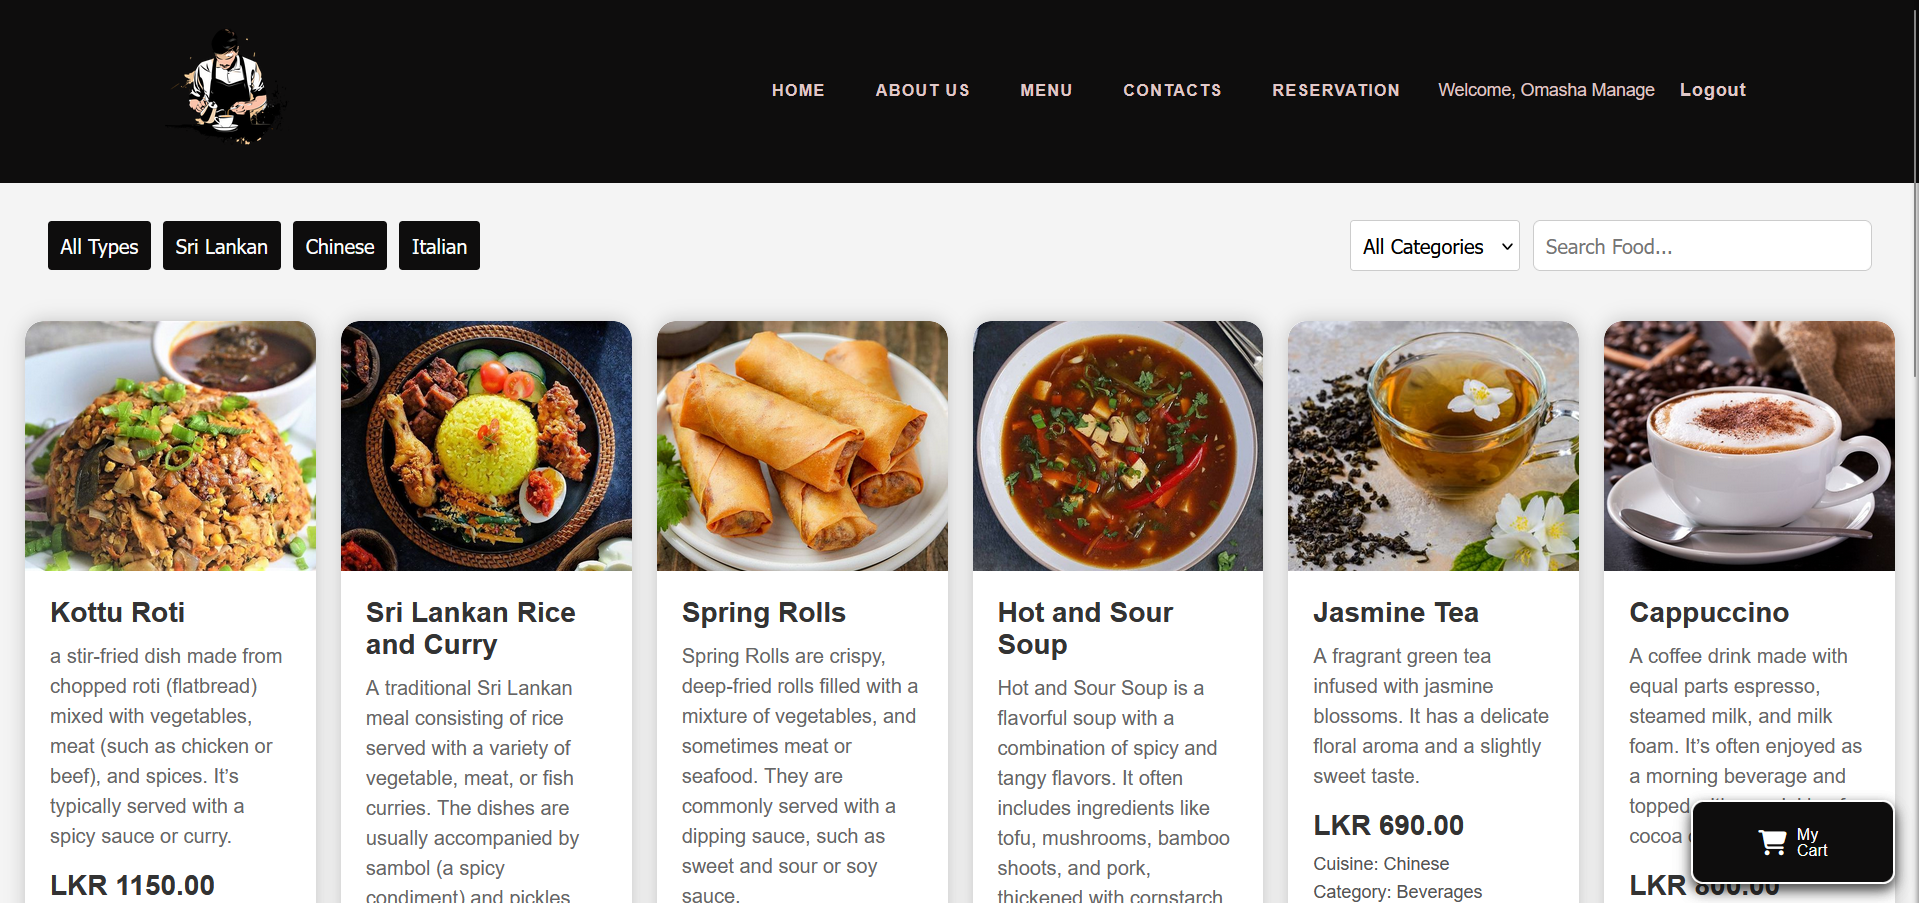 HOME ABOUT US MENU CONTACTS RESERVATION Welcome, Omasha Manage Logout
All Types Sri Lankan Chinese Italian All Categories Search Food...
Kottu Roti
a stir-fried dish made from
chopped roti (flatbread)
mixed with vegetables,
meat (such as chicken or
beef), and spices. It's
typically served with a
spicy sauce or curry.
LKR 1150.00
Sri Lankan Rice
and Curry
A traditional Sri Lankan
meal consisting of rice
served with a variety of
vegetable, meat, or fish
curries. The dishes are
usually accompanied by
sambol (a spicy
condiment) and pickles
Spring Rolls
Spring Rolls are crispy,
deep-fried rolls filled with a
mixture of vegetables, and
sometimes meat or
seafood. They are
commonly served with a
dipping sauce, such as
sweet and sour or soy
sauce.
Hot and Sour
Soup
Hot and Sour Soup is a
flavorful soup with a
combination of spicy and
tangy flavors. It often
includes ingredients like
tofu, mushrooms, bamboo
shoots, and pork,
thickened with cornstarch
Jasmine Tea
A fragrant green tea
infused with jasmine
blossoms. It has a delicate
floral aroma and a slightly
sweet taste.
LKR 690.00
Cuisine: Chinese
Category: Beverages
Cappuccino
A coffee drink made with
equal parts espresso,
steamed milk, and milk
foam. It's often enjoyed as
a morning beverage and
topped
cocoa
LKR 800.00
My
Cart